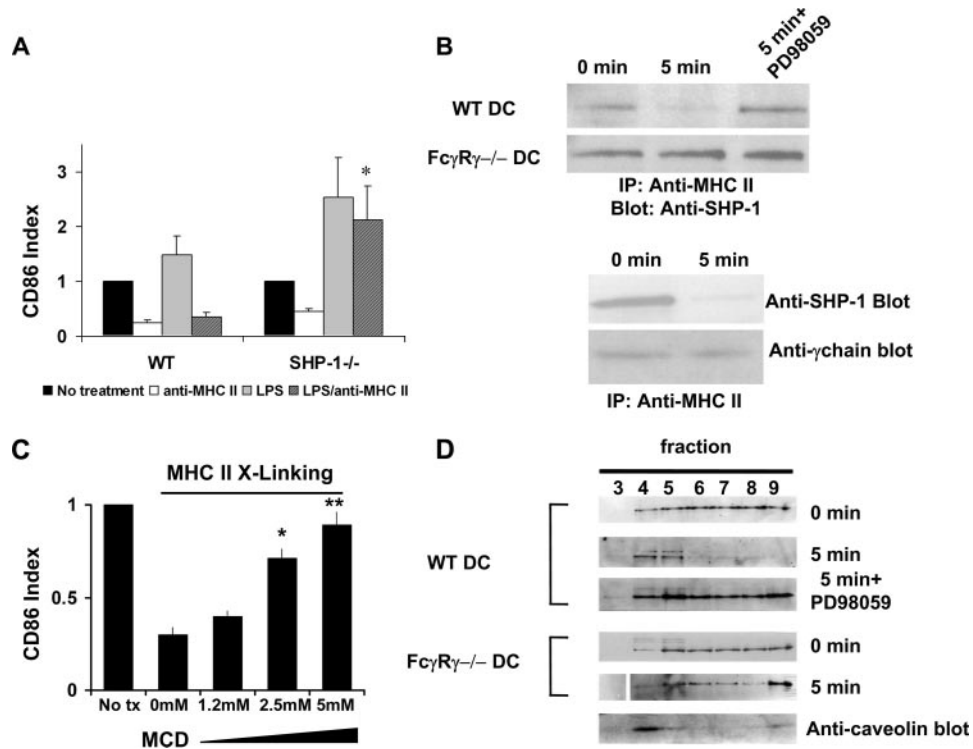 A
CD86 Index
3
2
1
0
WT
SHP-1-/-
*
No treatment anti-MHC II LPS LPS/anti-MHC II
B
0 min 5 min 5 min+ PD98059
WT DC
FcγRγ–/– DC
IP: Anti-MHC II
Blot: Anti-SHP-1
0 min 5 min
Anti-SHP-1 Blot
Anti-γchain blot
IP: Anti-MHC II
C
MHC II X-Linking
CD86 Index
1
0.5
0
* **
No tx 0mM 1.2mM 2.5mM 5mM
MCD
D
fraction
3 4 5 6 7 8 9
WT DC
0 min
5 min
5 min+
PD98059
FcγRγ–/– DC
0 min
5 min
Anti-caveolin blot